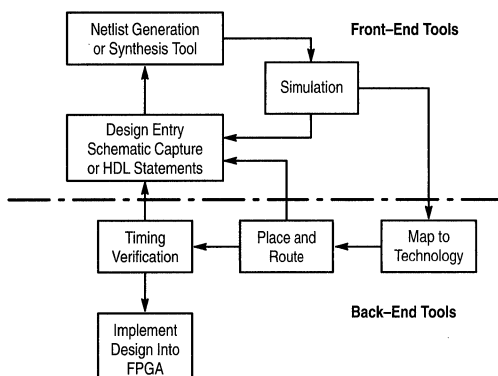 Netlist Generation
or Synthesis Tool
Front–End Tools
Simulation
Design Entry
Schematic Capture
or HDL Statements
Timing
Verification
Place and
Route
Map to
Technology
Back–End Tools
Implement
Design Into
FPGA